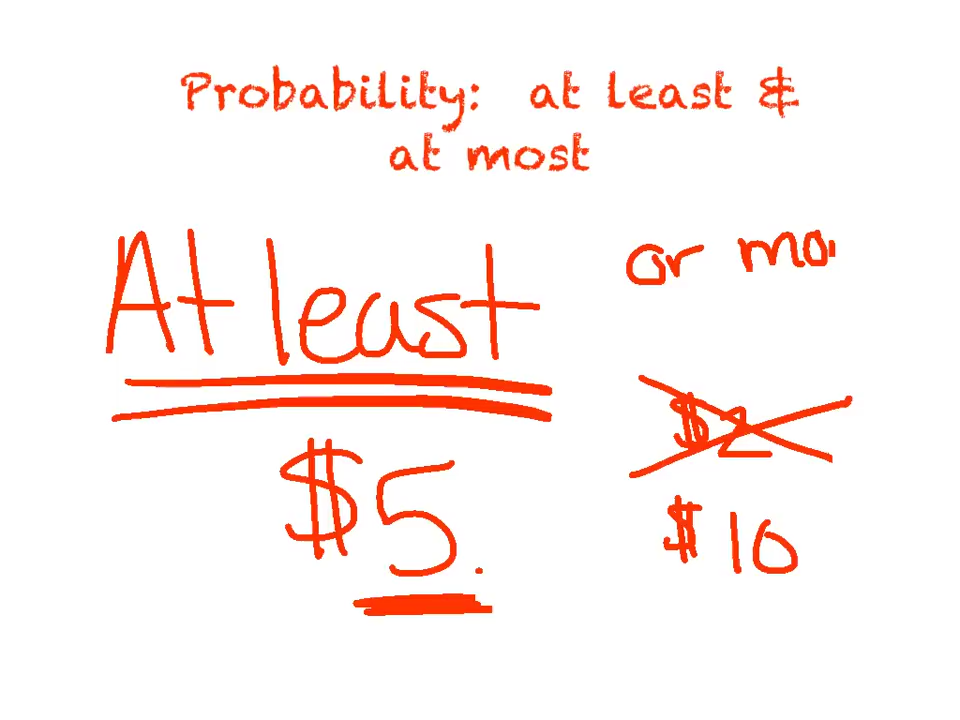 Probability: at least &
at most
At least
or mo
$2
$5.
$10